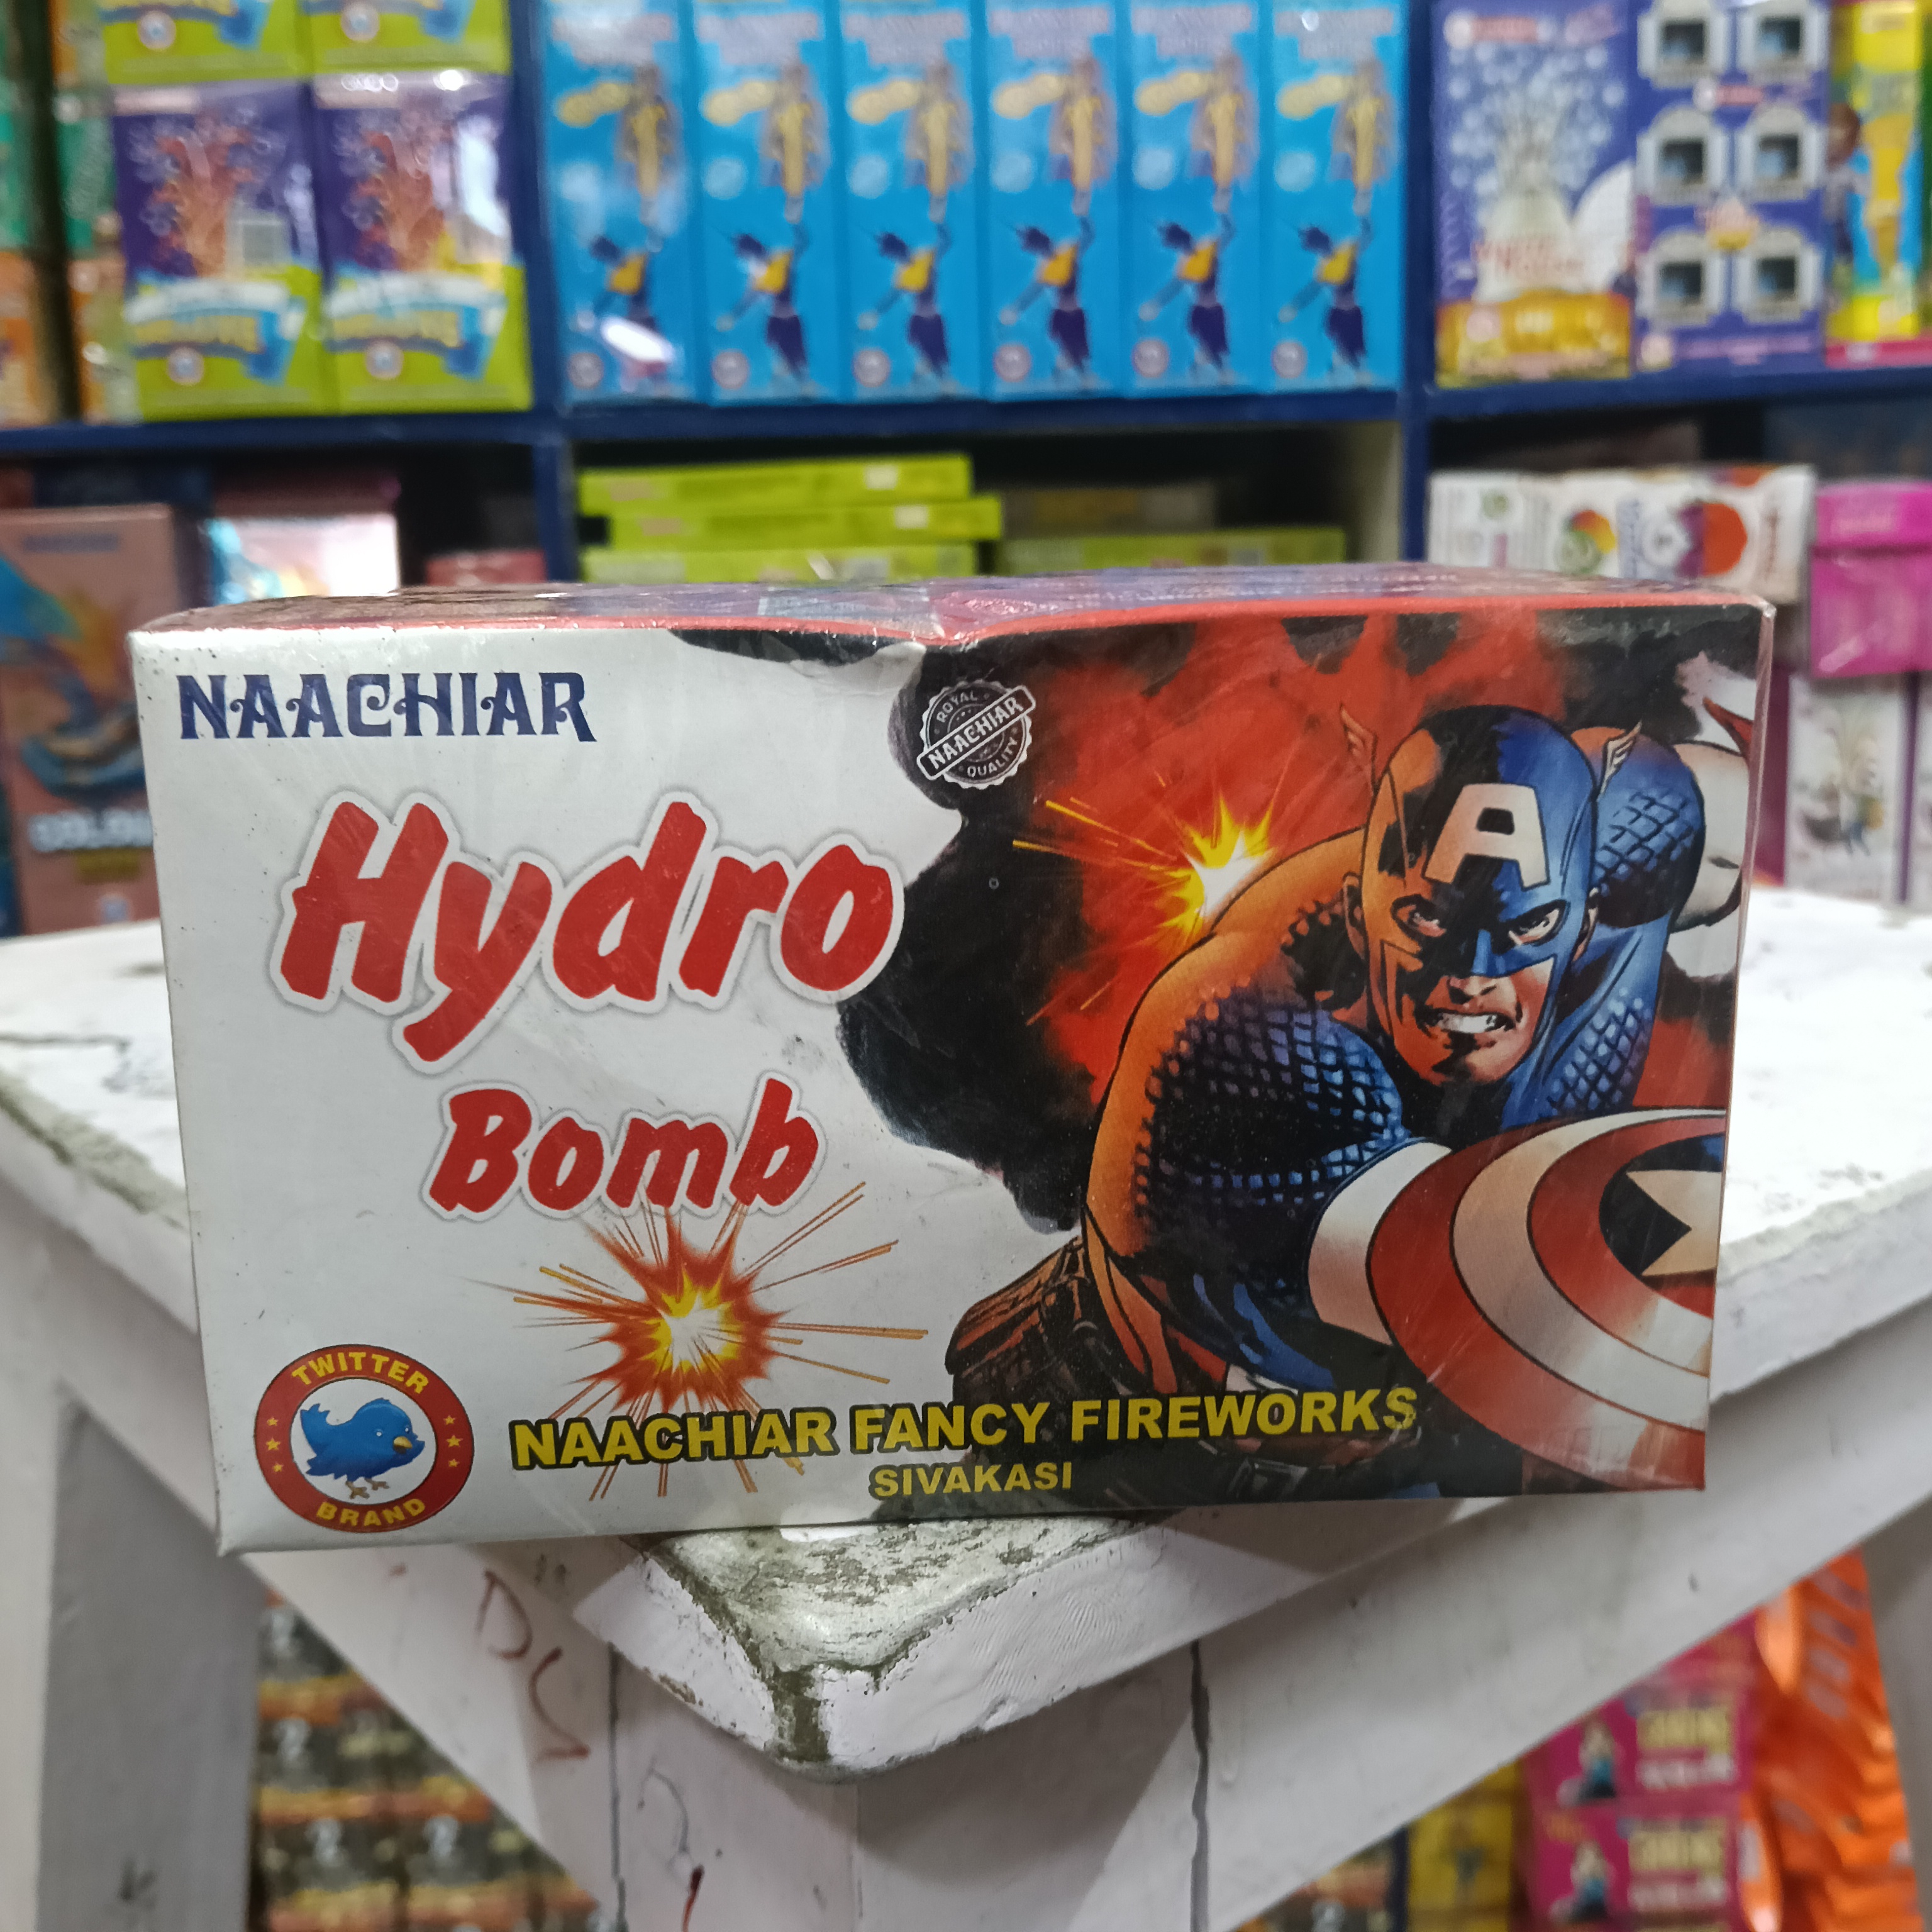 NAACHIAR
ROYAL
NAACHIAR
QUALITY
A
Hydro
Bomb
TWITTER
BRAND
NAACHIAR FANCY FIREWORKS
SIVAKASI